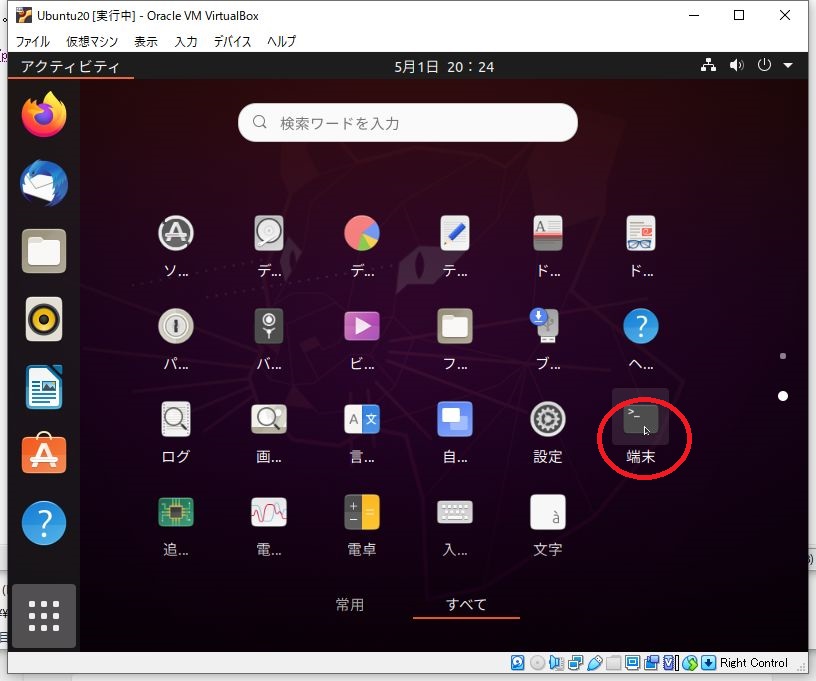 Ubuntu20 [実行中] - Oracle VM VirtualBox
ファイル 仮想マシン 表示 入力 デバイス ヘルプ
アクティビティ 5月1日 20：24
検索ワードを入力
ソ... デ... デ... テ... ド... ド...
パ... バ... ビ... フ... ブ... ヘ...
ログ 画... 言... 自... 設定 端末
追... 電... 電卓 入... 文字
常用 すべて
Right Control